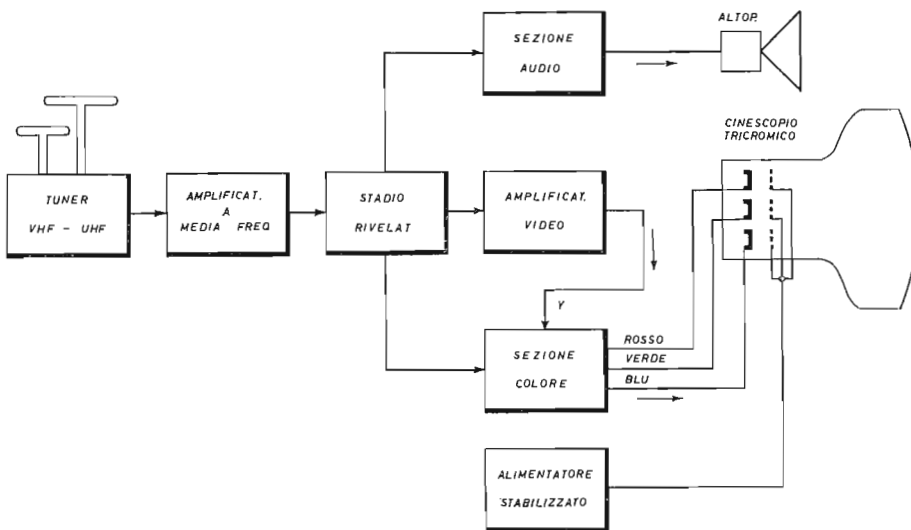 SEZIONE
AUDIO
ALTOP.
CINESCOPIO
TRICROMICO
TUNER
VHF - UHF
AMPLIFICAT.
A
MEDIA FREQ
STADIO
RIVELAT
AMPLIFICAT.
VIDEO
Y
SEZIONE
COLORE
ROSSO
VERDE
BLU
ALIMENTATORE
STABILIZZATO